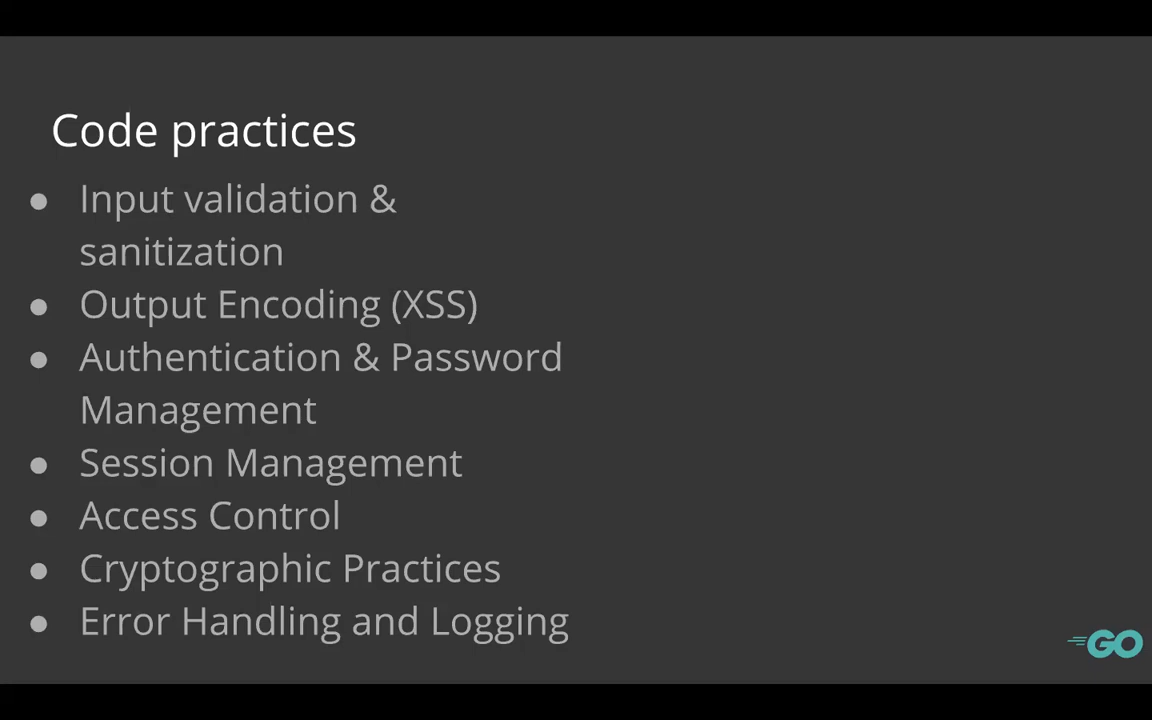 Code practices
● Input validation &
sanitization
● Output Encoding (XSS)
● Authentication & Password
Management
● Session Management
● Access Control
● Cryptographic Practices
● Error Handling and Logging
GO